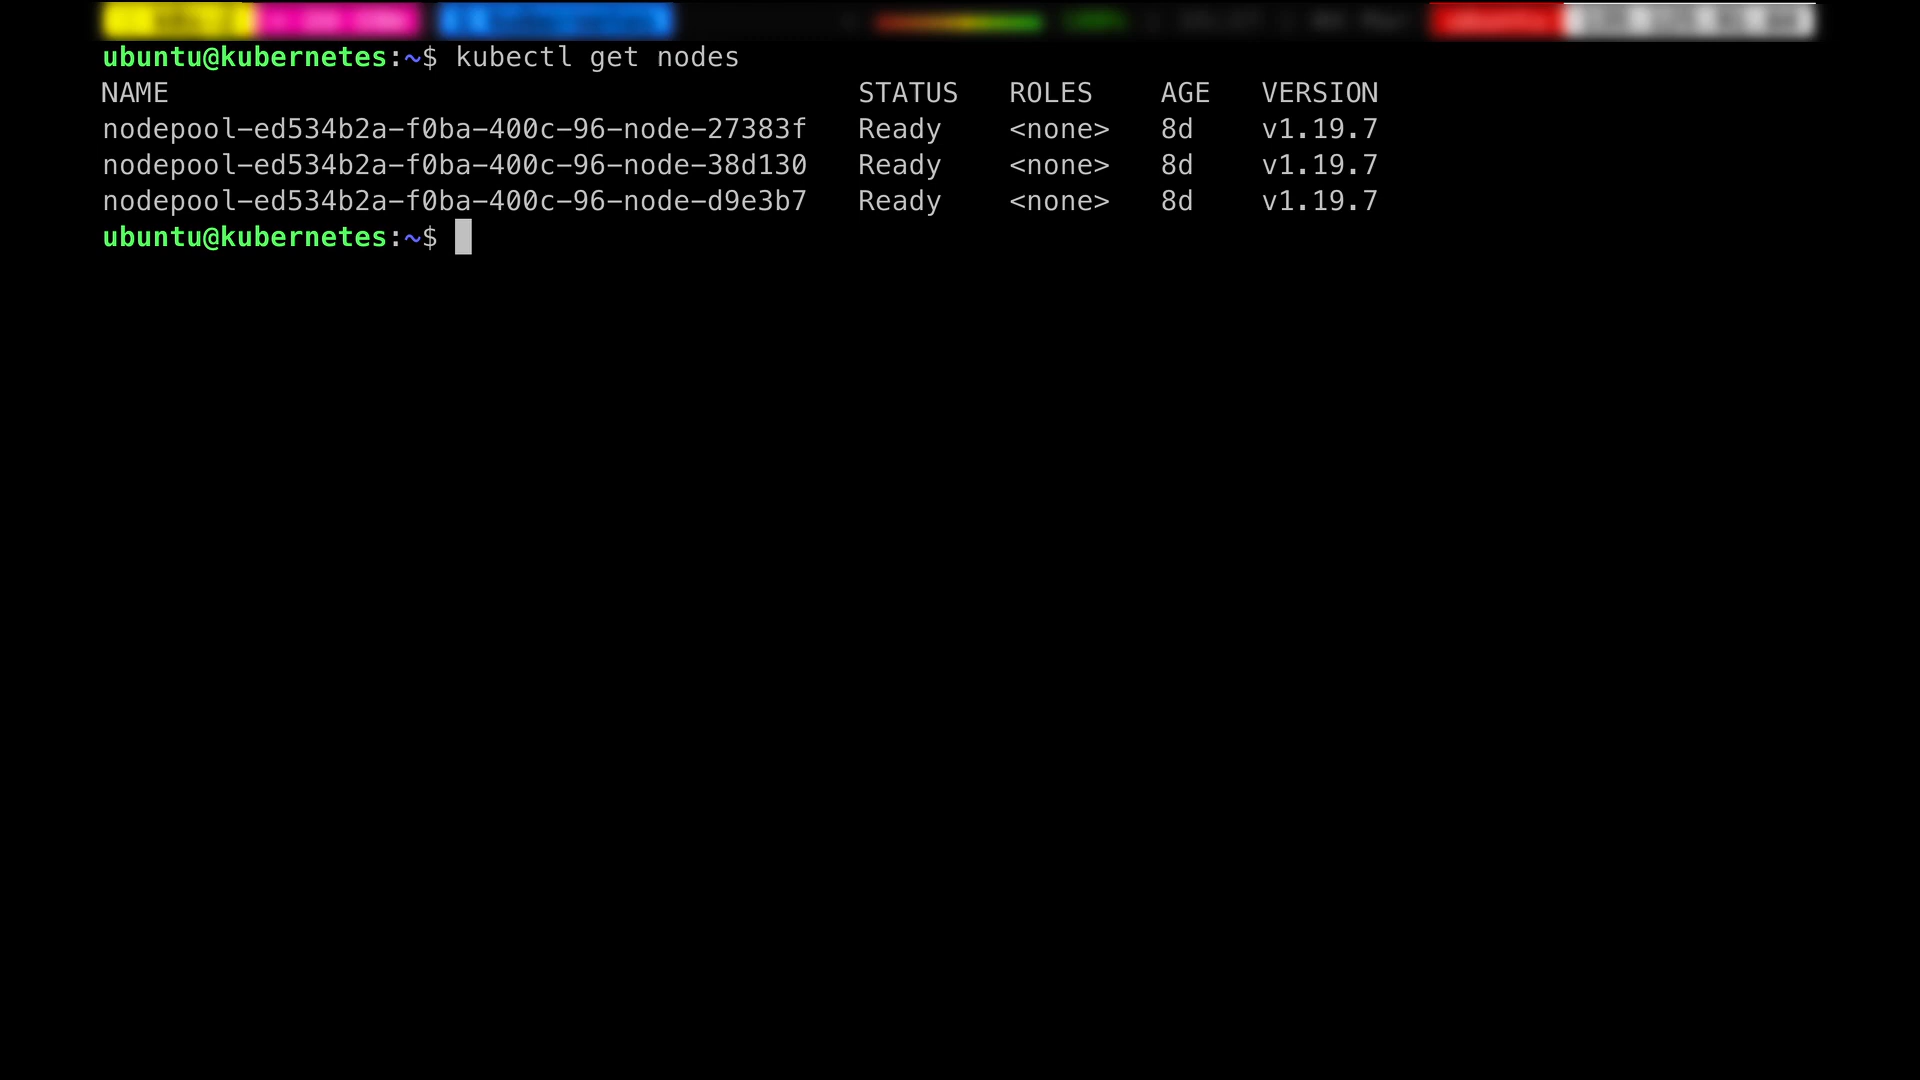 ubuntu@kubernetes:~$ kubectl get nodes
NAME STATUS ROLES AGE VERSION
nodepool-ed534b2a-f0ba-400c-96-node-27383f Ready <none> 8d v1.19.7
nodepool-ed534b2a-f0ba-400c-96-node-38d130 Ready <none> 8d v1.19.7
nodepool-ed534b2a-f0ba-400c-96-node-d9e3b7 Ready <none> 8d v1.19.7
ubuntu@kubernetes:~$